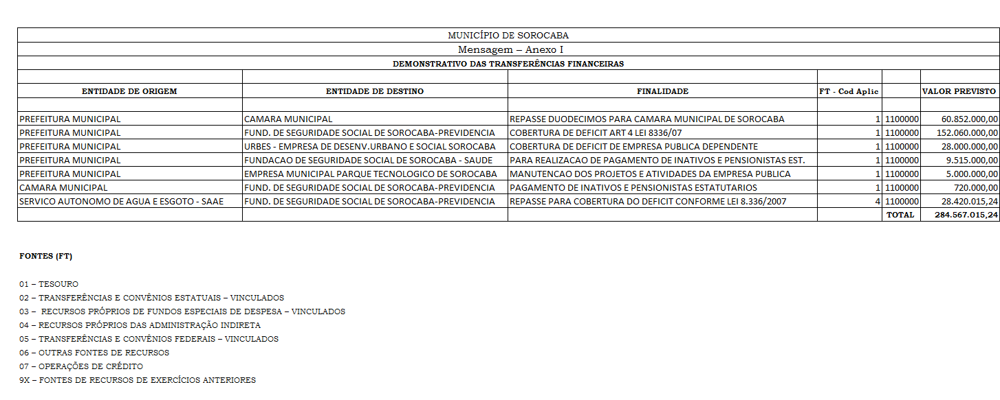 MUNICÍPIO DE SOROCABA
Mensagem – Anexo I
DEMONSTRATIVO DAS TRANSFERÊNCIAS FINANCEIRAS
ENTIDADE DE ORIGEM ENTIDADE DE DESTINO FINALIDADE FT - Cod Aplic VALOR PREVISTO
PREFEITURA MUNICIPAL CAMARA MUNICIPAL REPASSE DUODECIMOS PARA CAMARA MUNICIPAL DE SOROCABA 1 1100000 60.852.000,00
PREFEITURA MUNICIPAL FUND. DE SEGURIDADE SOCIAL DE SOROCABA-PREVIDENCIA COBERTURA DE DEFICIT ART 4 LEI 8336/07 1 1100000 152.060.000,00
PREFEITURA MUNICIPAL URBES - EMPRESA DE DESENV.URBANO E SOCIAL SOROCABA COBERTURA DE DEFICIT DE EMPRESA PUBLICA DEPENDENTE 1 1100000 28.000.000,00
PREFEITURA MUNICIPAL FUNDACAO DE SEGURIDADE SOCIAL DE SOROCABA - SAUDE PARA REALIZACAO DE PAGAMENTO DE INATIVOS E PENSIONISTAS EST. 1 1100000 9.515.000,00
PREFEITURA MUNICIPAL EMPRESA MUNICIPAL PARQUE TECNOLOGICO DE SOROCABA MANUTENCAO DOS PROJETOS E ATIVIDADES DA EMPRESA PUBLICA 1 1100000 5.000.000,00
CAMARA MUNICIPAL FUND. DE SEGURIDADE SOCIAL DE SOROCABA-PREVIDENCIA PAGAMENTO DE INATIVOS E PENSIONISTAS ESTATUTARIOS 1 1100000 720.000,00
SERVICO AUTONOMO DE AGUA E ESGOTO - SAAE FUND. DE SEGURIDADE SOCIAL DE SOROCABA-PREVIDENCIA REPASSE PARA COBERTURA DO DEFICIT CONFORME LEI 8.336/2007 4 1100000 28.420.015,24
TOTAL 284.567.015,24
FONTES (FT)
01 – TESOURO
02 – TRANSFERÊNCIAS E CONVÊNIOS ESTATUAIS – VINCULADOS
03 – RECURSOS PRÓPRIOS DE FUNDOS ESPECIAIS DE DESPESA – VINCULADOS
04 – RECURSOS PRÓPRIOS DAS ADMINISTRAÇÃO INDIRETA
05 – TRANSFERÊNCIAS E CONVÊNIOS FEDERAIS – VINCULADOS
06 – OUTRAS FONTES DE RECURSOS
07 – OPERAÇÕES DE CRÉDITO
9X – FONTES DE RECURSOS DE EXERCÍCIOS ANTERIORES